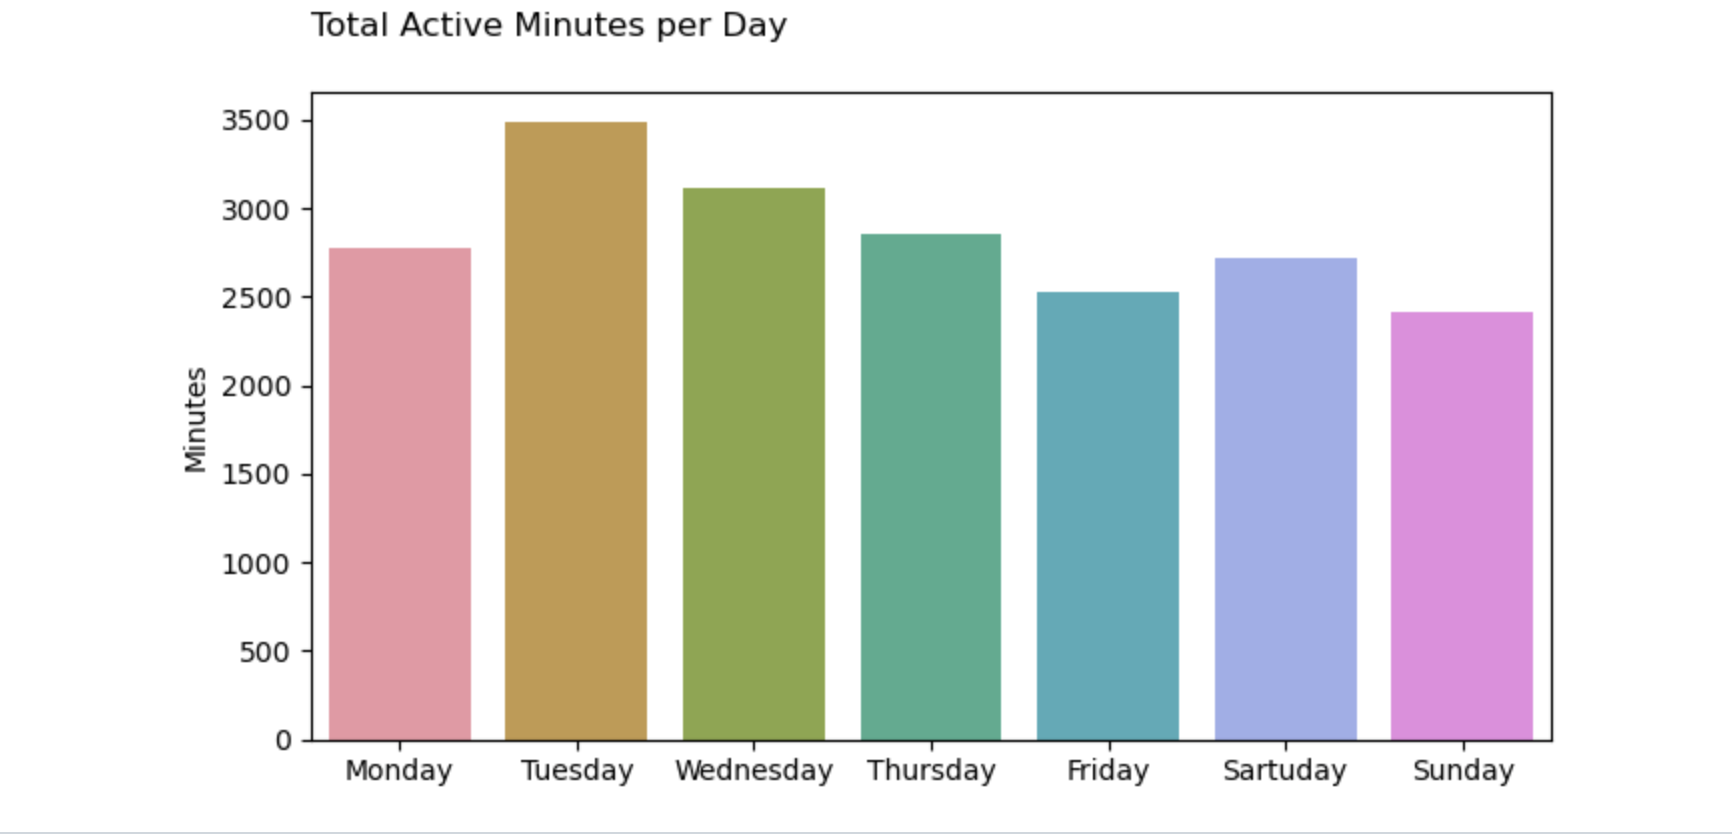 Total Active Minutes per Day
3500
3000
2500
2000
1500
1000
500
0
Minutes
Monday Tuesday Wednesday Thursday Friday Sartuday Sunday